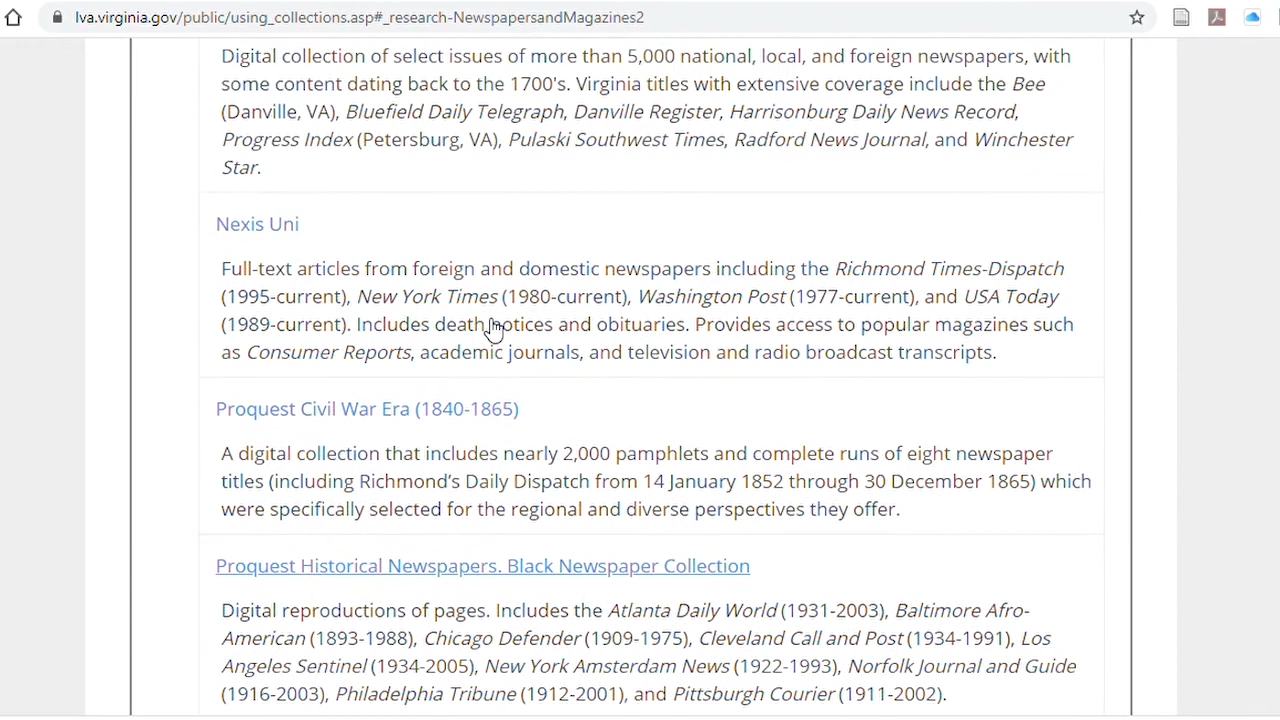 lva.virginia.gov/public/using_collections.asp#_research-NewspapersandMagazines2
Digital collection of select issues of more than 5,000 national, local, and foreign newspapers, with
some content dating back to the 1700's. Virginia titles with extensive coverage include the Bee
(Danville, VA), Bluefield Daily Telegraph, Danville Register, Harrisonburg Daily News Record,
Progress Index (Petersburg, VA), Pulaski Southwest Times, Radford News Journal, and Winchester
Star.
Nexis Uni
Full-text articles from foreign and domestic newspapers including the Richmond Times-Dispatch
(1995-current), New York Times (1980-current), Washington Post (1977-current), and USA Today
(1989-current). Includes death notices and obituaries. Provides access to popular magazines such
as Consumer Reports, academic journals, and television and radio broadcast transcripts.
Proquest Civil War Era (1840-1865)
A digital collection that includes nearly 2,000 pamphlets and complete runs of eight newspaper
titles (including Richmond's Daily Dispatch from 14 January 1852 through 30 December 1865) which
were specifically selected for the regional and diverse perspectives they offer.
Proquest Historical Newspapers. Black Newspaper Collection
Digital reproductions of pages. Includes the Atlanta Daily World (1931-2003), Baltimore Afro-
American (1893-1988), Chicago Defender (1909-1975), Cleveland Call and Post (1934-1991), Los
Angeles Sentinel (1934-2005), New York Amsterdam News (1922-1993), Norfolk Journal and Guide
(1916-2003), Philadelphia Tribune (1912-2001), and Pittsburgh Courier (1911-2002).